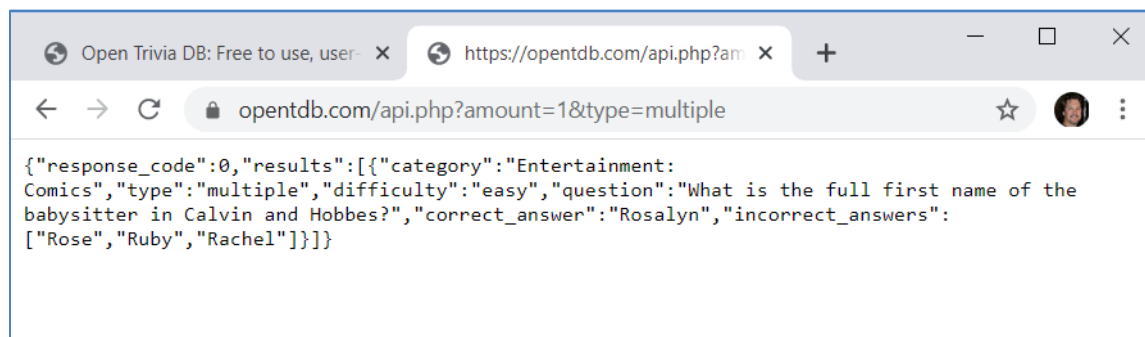 Open Trivia DB: Free to use, user-
https://opentdb.com/api.php?am
opentdb.com/api.php?amount=1&type=multiple
{"response_code":0,"results":[{"category":"Entertainment:
Comics","type":"multiple","difficulty":"easy","question":"What is the full first name of the
babysitter in Calvin and Hobbes?","correct_answer":"Rosalyn","incorrect_answers":
["Rose","Ruby","Rachel"]}]}